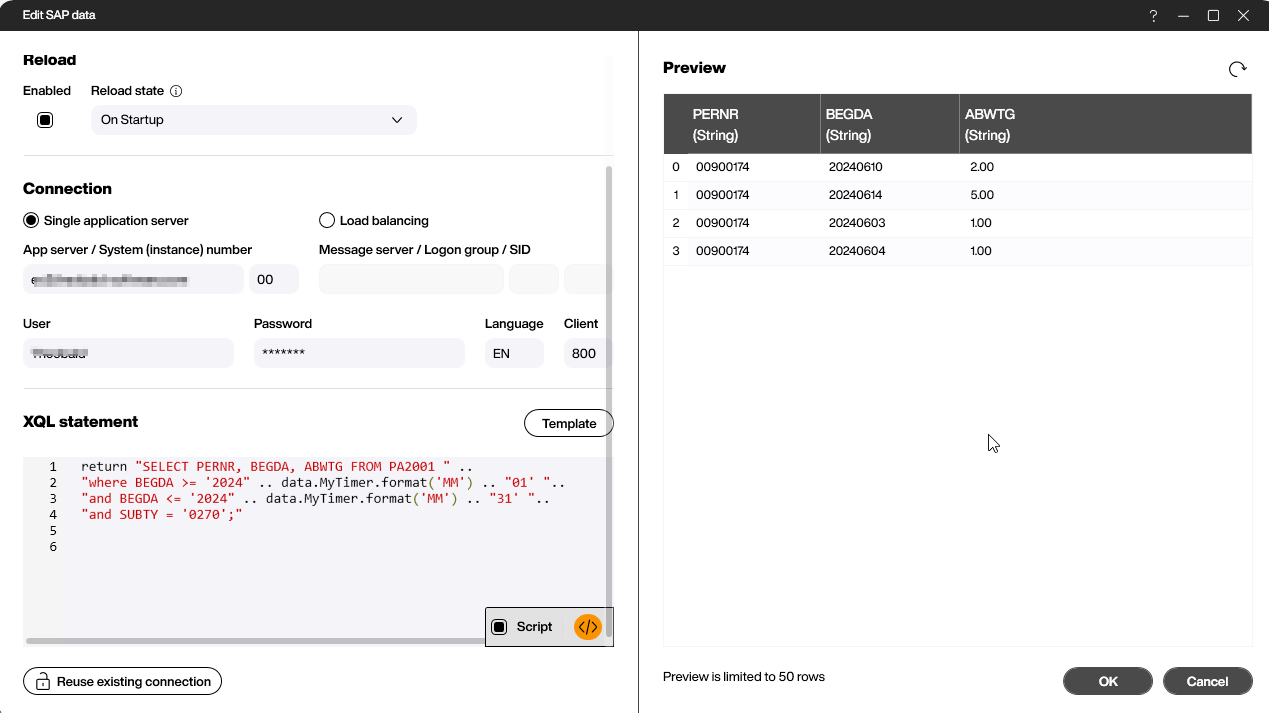 Edit SAP data
?
Reload
Enabled
Reload state
On Startup
Connection
Single application server
Load balancing
App server / System (instance) number
Message server / Logon group / SID
00
User
Password
Language
Client
*******
EN
800
XQL statement
Template
1 return "SELECT PERNR, BEGDA, ABWTG FROM PA2001 " ..
2 "where BEGDA >= '2024" .. data.MyTimer.format('MM') .. "01' "..
3 "and BEGDA <= '2024" .. data.MyTimer.format('MM') .. "31' "..
4 "and SUBTY = '0270';"
5
6
Script
</>
Reuse existing connection
Preview
PERNR BEGDA ABWTG
(String) (String) (String)
0 00900174 20240610 2.00
1 00900174 20240614 5.00
2 00900174 20240603 1.00
3 00900174 20240604 1.00
Preview is limited to 50 rows
OK
Cancel